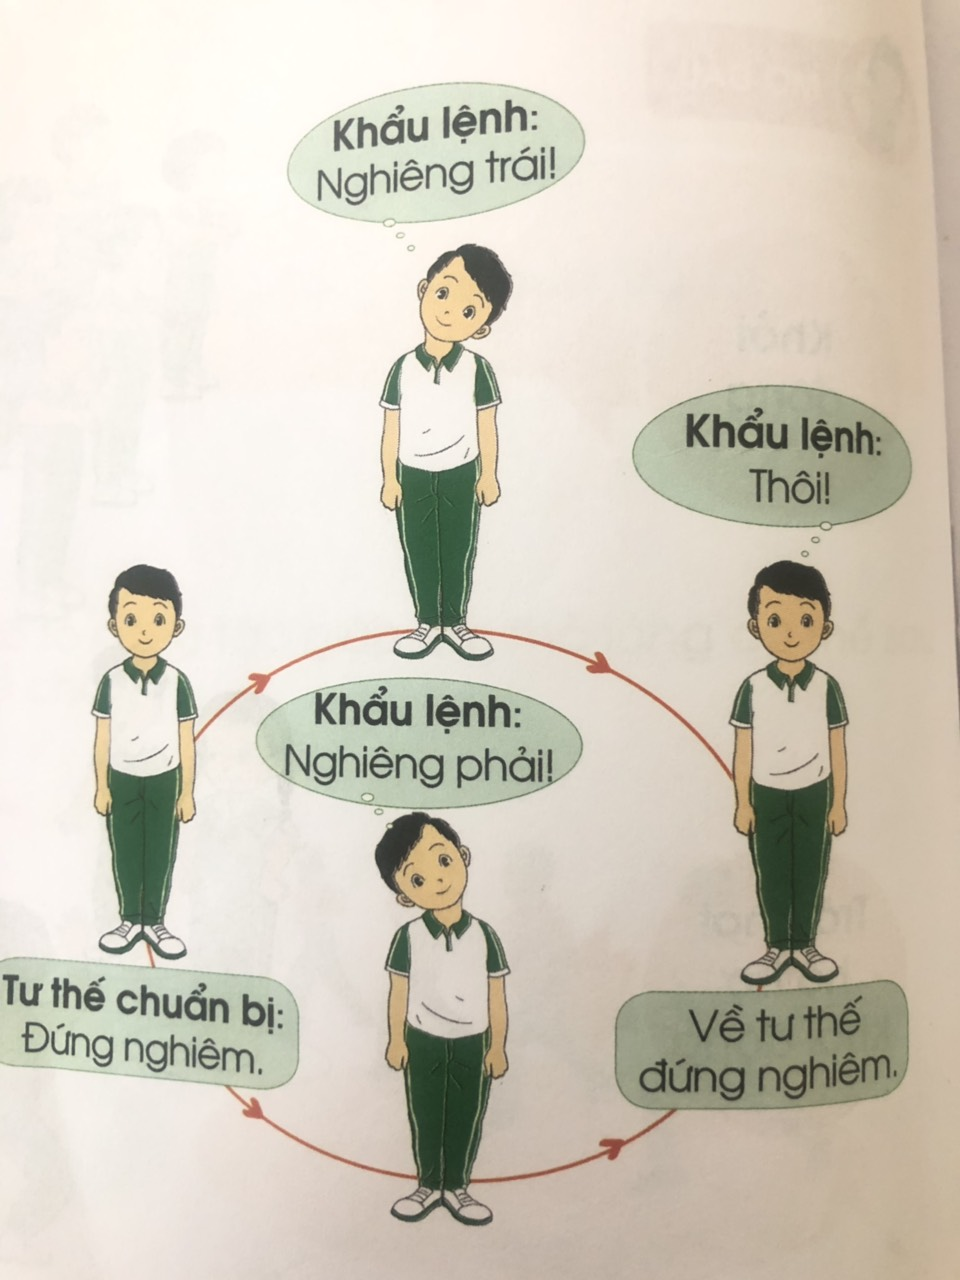 Khẩu lệnh:
Nghiêng trái!
Khẩu lệnh:
Thôi!
Khẩu lệnh:
Nghiêng phải!
Tư thế chuẩn bị:
Đứng nghiêm.
Về tư thế
đứng nghiêm.